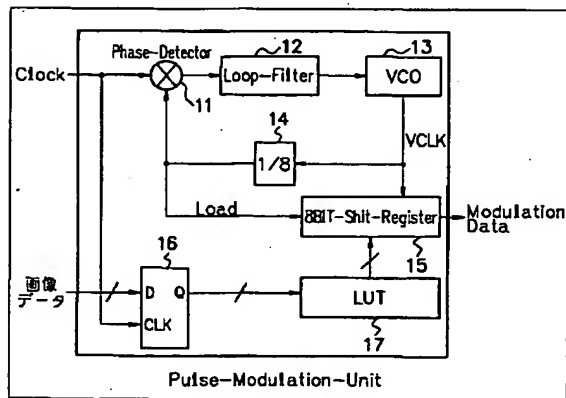 Phase-Detector
12
13
Clock
Loop-Filter
VCO
11
14
VCLK
1/8
Load
8BIT-Shit-Register
Modulation
Data
15
16
画像
データ
D Q
CLK
LUT
17
Pulse-Modulation-Unit